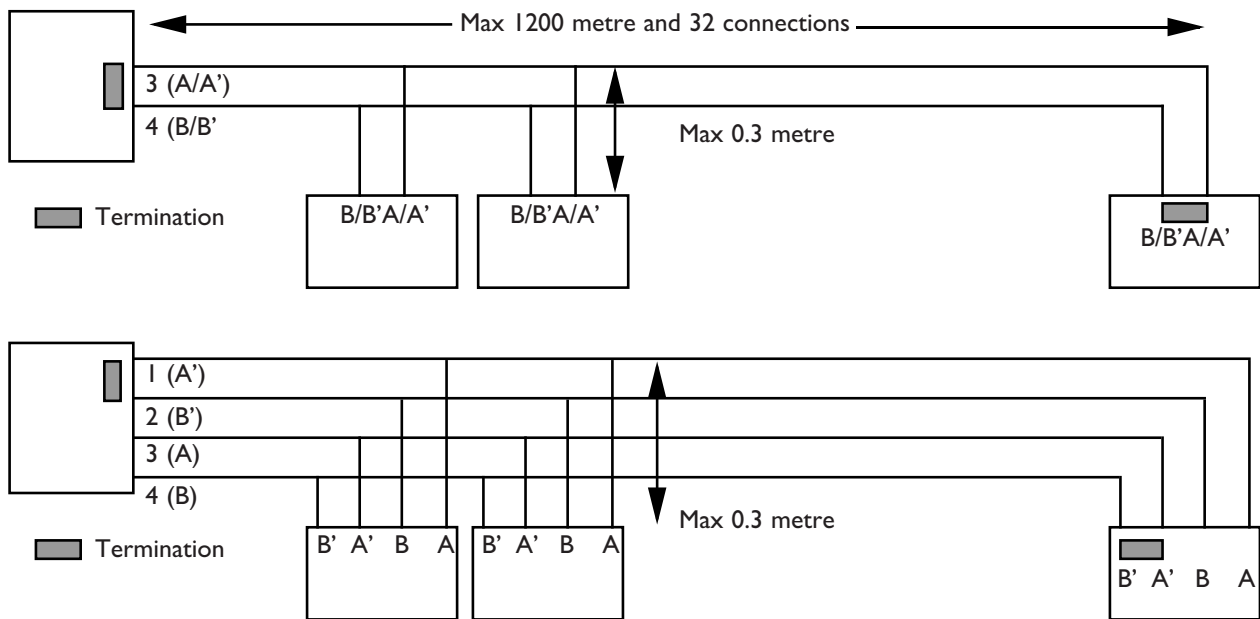 Max 1200 metre and 32 connections
3 (A/A’)
4 (B/B’
Max 0.3 metre
Termination
B/B’A/A’
B/B’A/A’
B/B’A/A’
1 (A’)
2 (B’)
3 (A)
4 (B)
Max 0.3 metre
Termination
B’ A’ B A
B’ A’ B A
B’ A’ B A